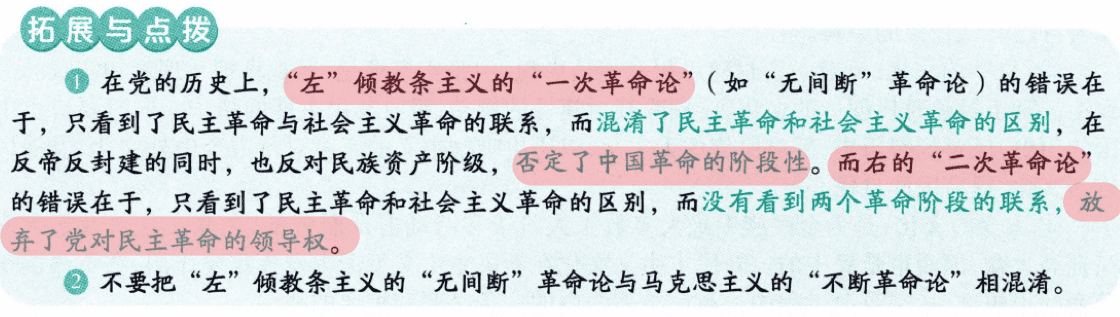 拓展与点拨
① 在党的历史上，“左”倾教条主义的“一次革命论”（如“无间断”革命论）的错误在
于，只看到了民主革命与社会主义革命的联系，而混淆了民主革命和社会主义革命的区别，在
反帝反封建的同时，也反对民族资产阶级，否定了中国革命的阶段性。而右的“二次革命论”
的错误在于，只看到了民主革命和社会主义革命的区别，而没有看到两个革命阶段的联系，放
弃了党对民主革命的领导权。
② 不要把“左”倾教条主义的“无间断”革命论与马克思主义的“不断革命论”相混淆。